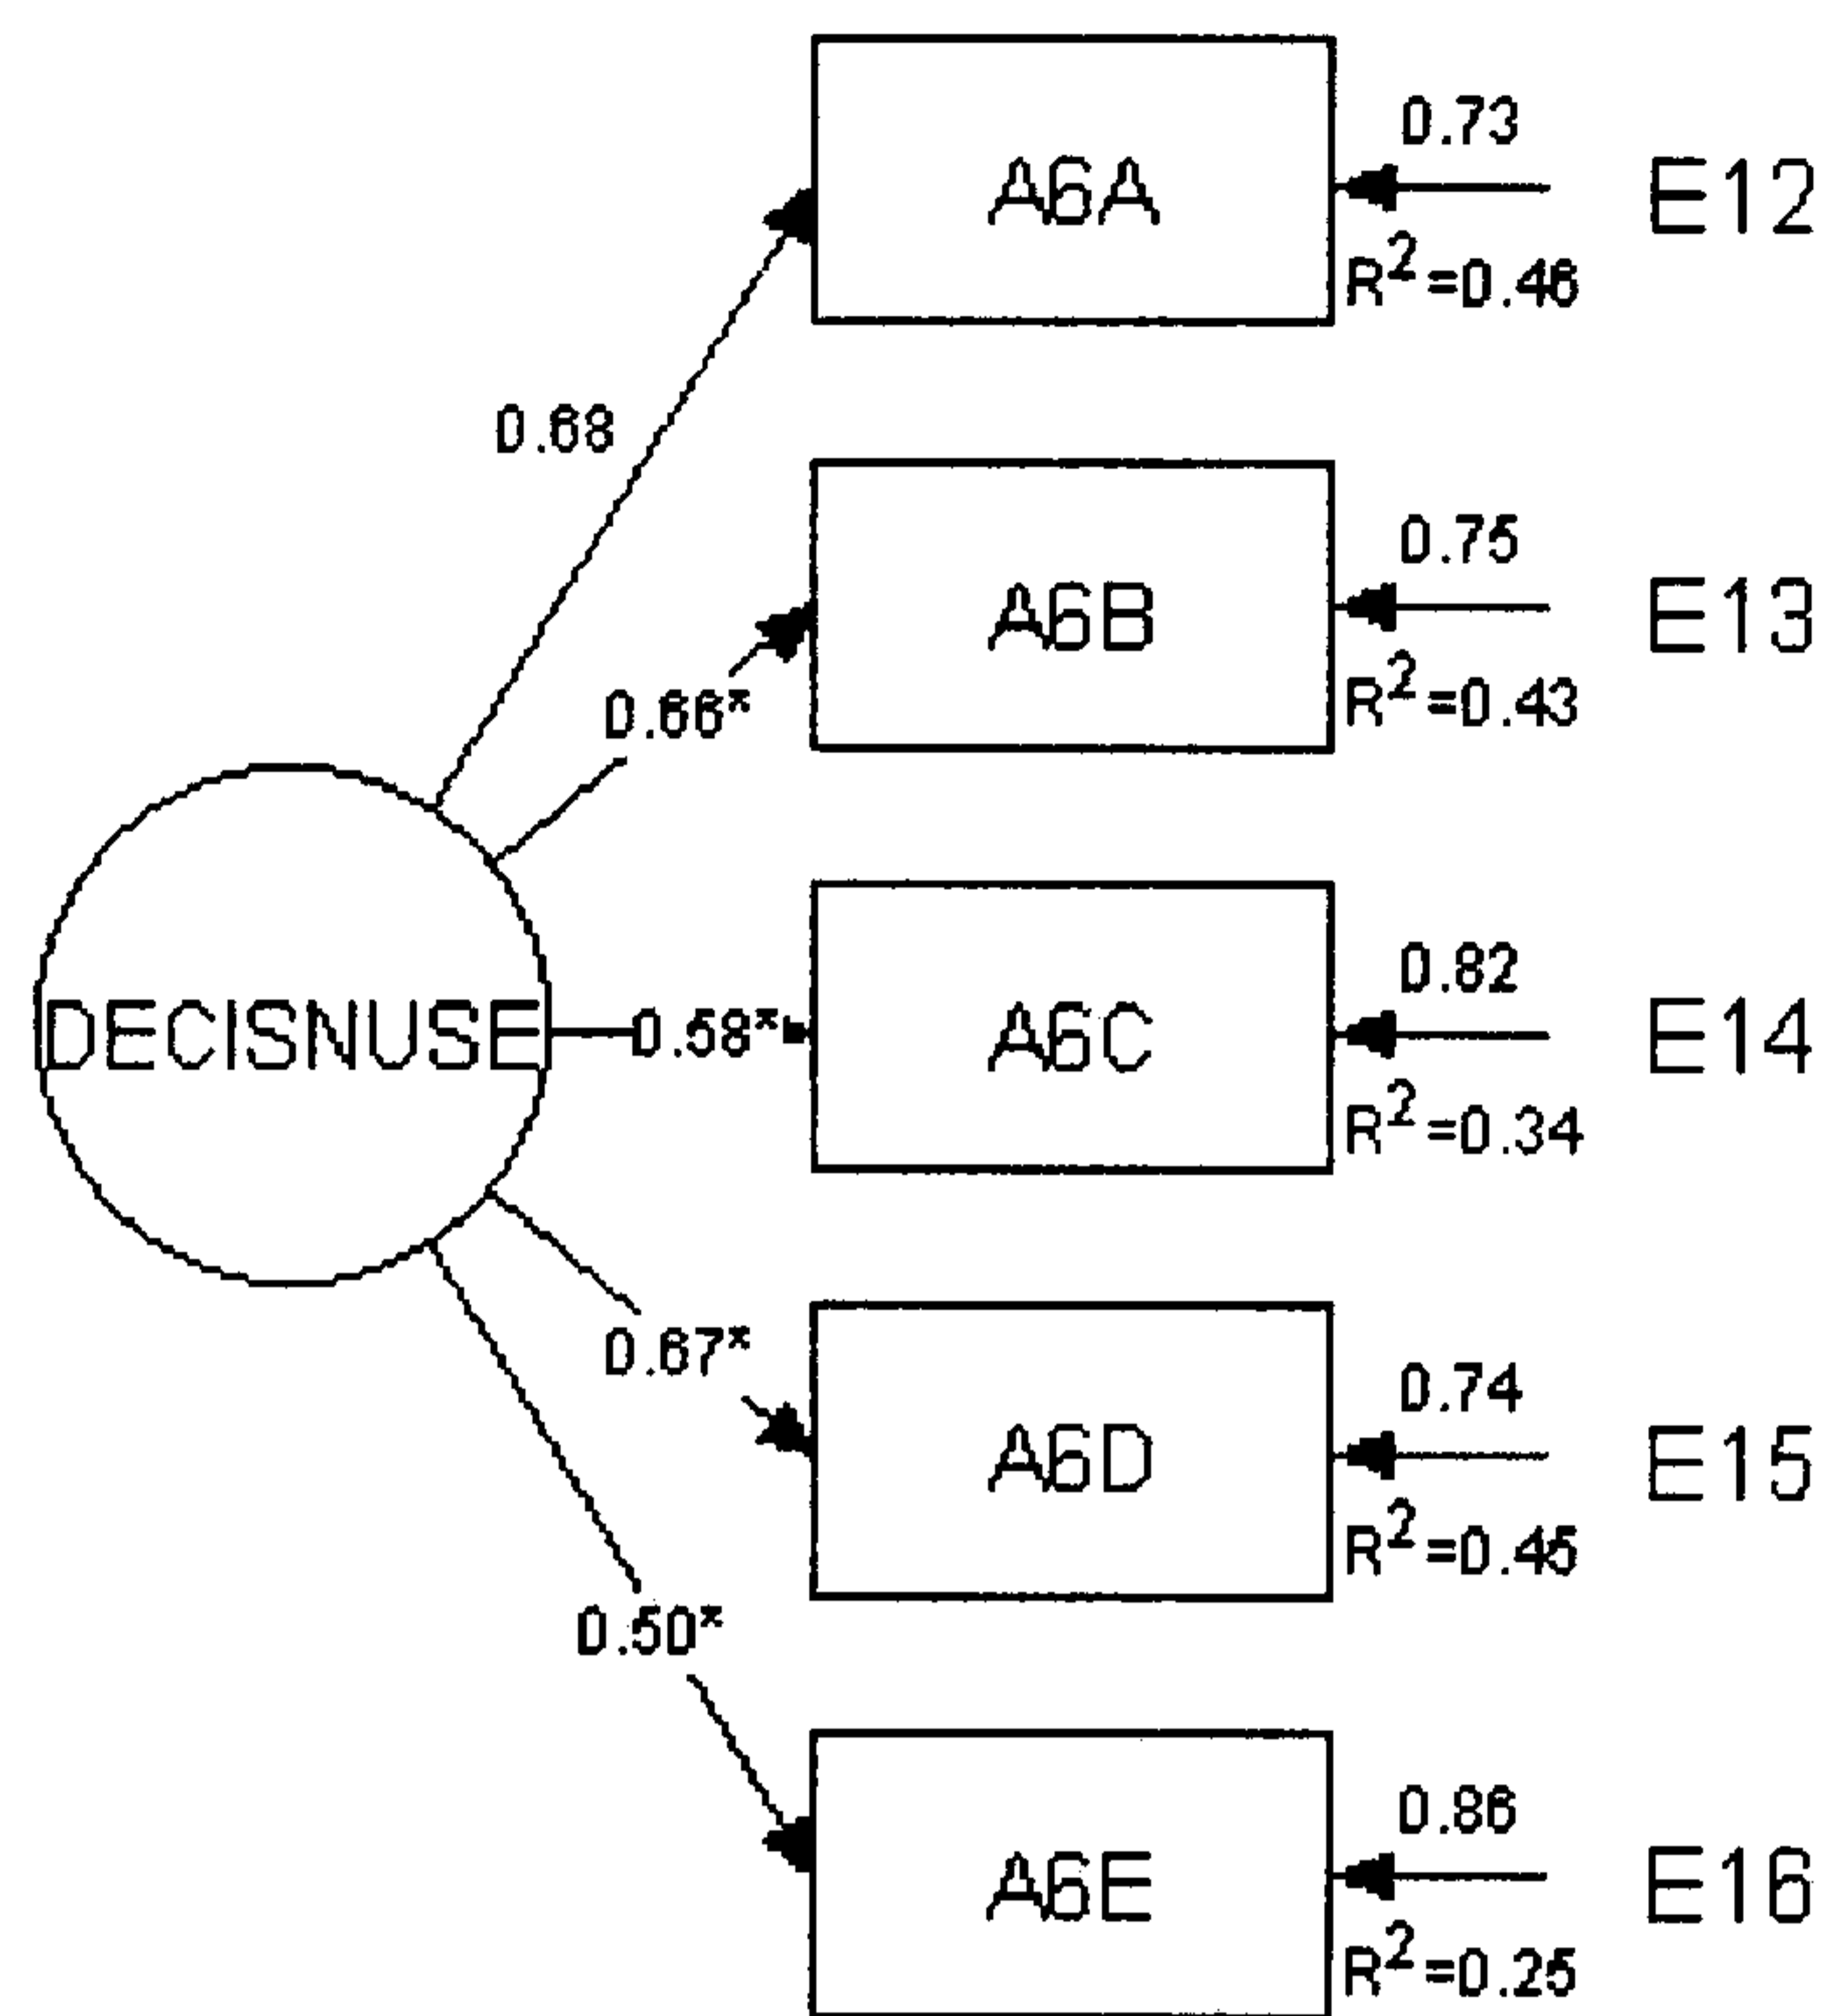 0.73
A6A
E12
R²=0.46
0.68
0.75
A6B
E13
0.66*
R²=0.43
0.82
DECISNUSE
0.58*
A6C
E14
R²=0.34
0.67*
0.74
A6D
E15
R²=0.45
0.50*
0.86
A6E
E16
R²=0.25